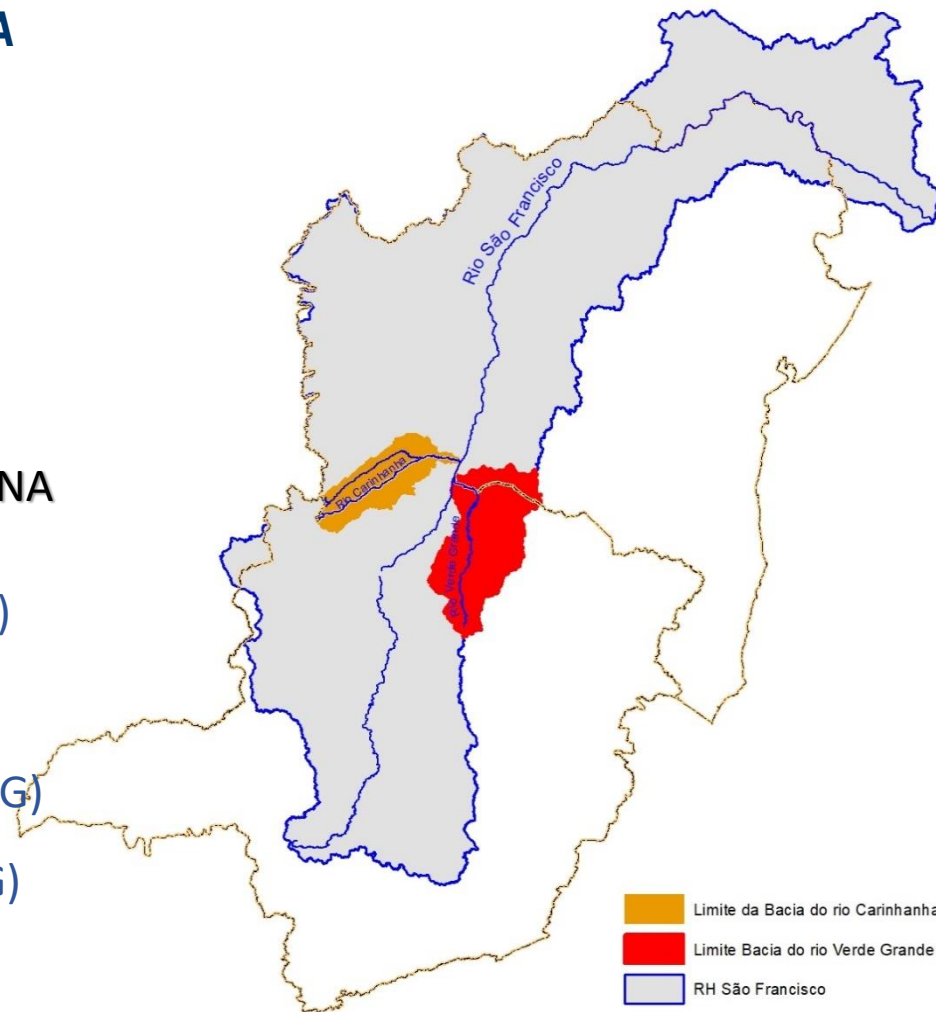 A
NA
)
G)
G)
Rio São Francisco
Rio Carinhanha
Rio Verde Grande
Limite da Bacia do rio Carinhanha
Limite Bacia do rio Verde Grande
RH São Francisco